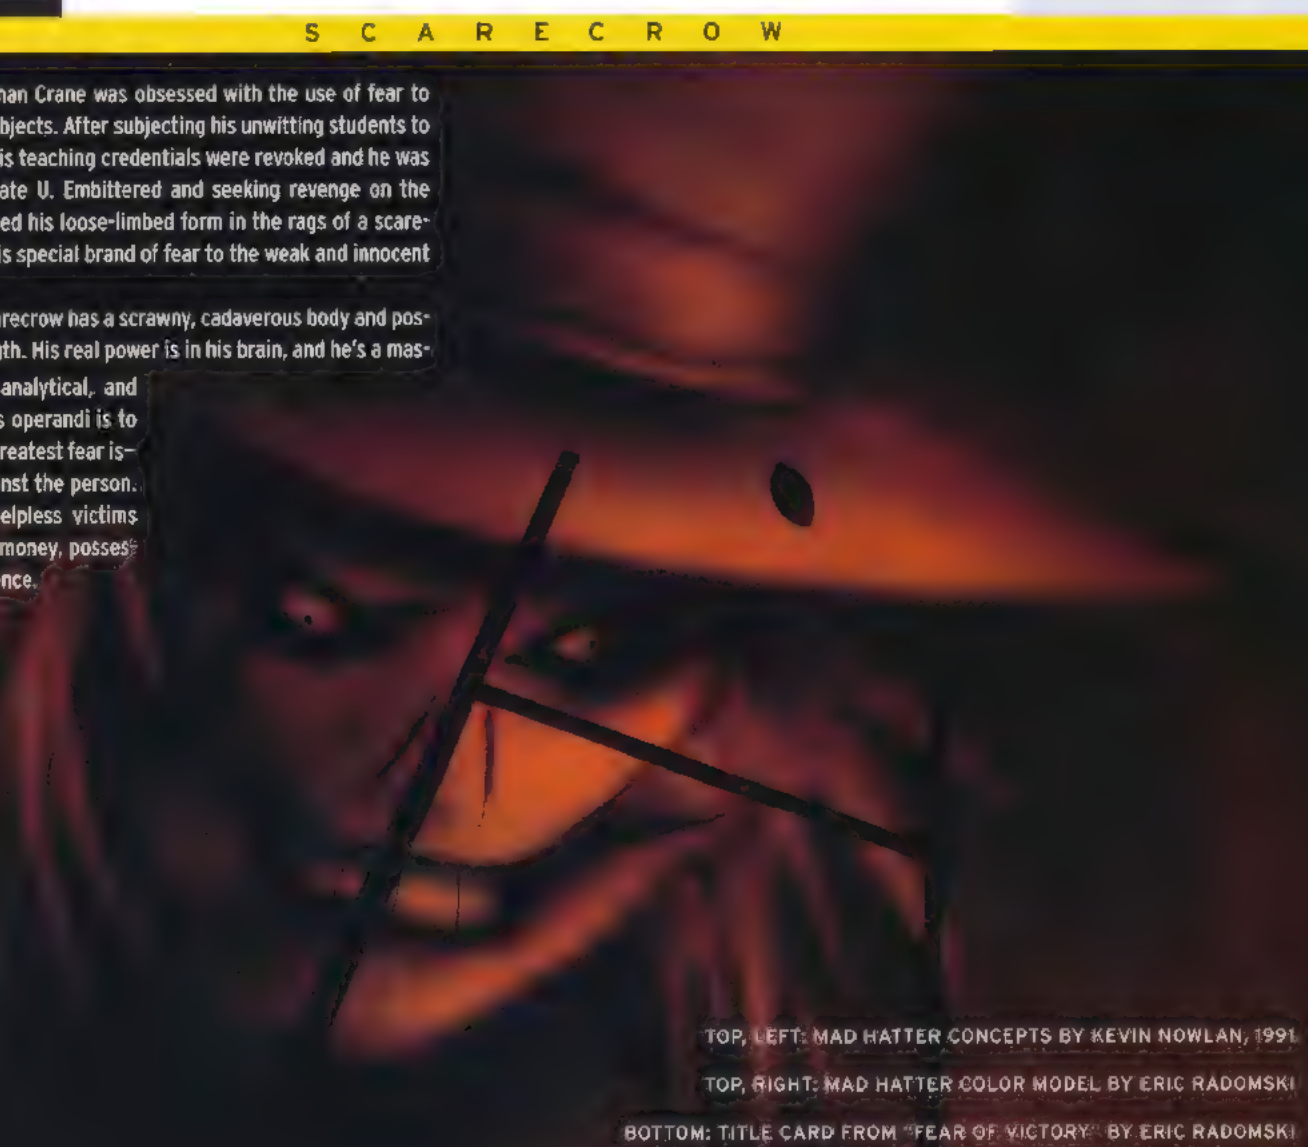 SCARECROW
nan Crane was obsessed with the use of fear to
bjects. After subjecting his unwitting students to
is teaching credentials were revoked and he was
ate U. Embittered and seeking revenge on the
ed his loose-limbed form in the rags of a scare-
is special brand of fear to the weak and innocent
arecrow has a scrawny, cadaverous body and pos-
gth. His real power is in his brain, and he's a mas-
analytical, and
s operandi is to
reatest fear is—
nst the person.
elpless victims
money, posses-
nce.
TOP, LEFT: MAD HATTER CONCEPTS BY KEVIN NOWLAN, 1991
TOP, RIGHT: MAD HATTER COLOR MODEL BY ERIC RADOMSKI
BOTTOM: TITLE CARD FROM "FEAR OF VICTORY" BY ERIC RADOMSKI